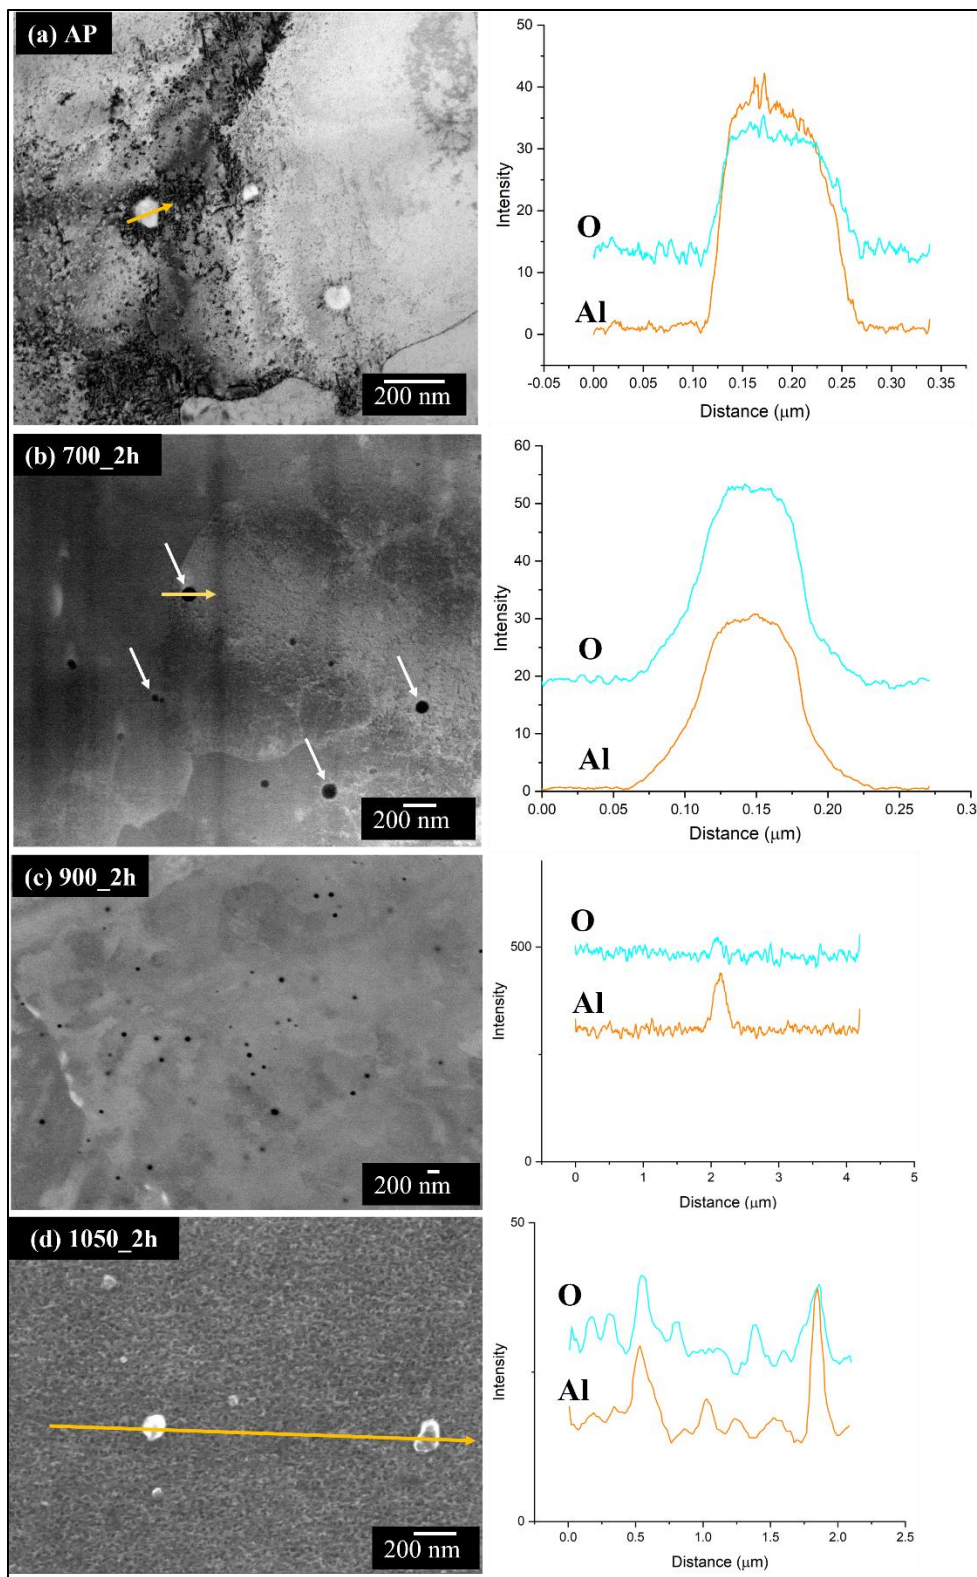 (a) AP
200 nm
50
40
30
20
10
0
Intensity
O
Al
-0.05 0.00 0.05 0.10 0.15 0.20 0.25 0.30 0.35
Distance (μm)
(b) 700_2h
200 nm
60
50
40
30
20
10
0
Intensity
O
Al
0.00 0.05 0.10 0.15 0.20 0.25 0.3
Distance (μm)
(c) 900_2h
200 nm
500
0
Intensity
O
Al
0 1 2 3 4 5
Distance (μm)
(d) 1050_2h
200 nm
50
0
Intensity
O
Al
0.0 0.5 1.0 1.5 2.0 2.5
Distance (μm)